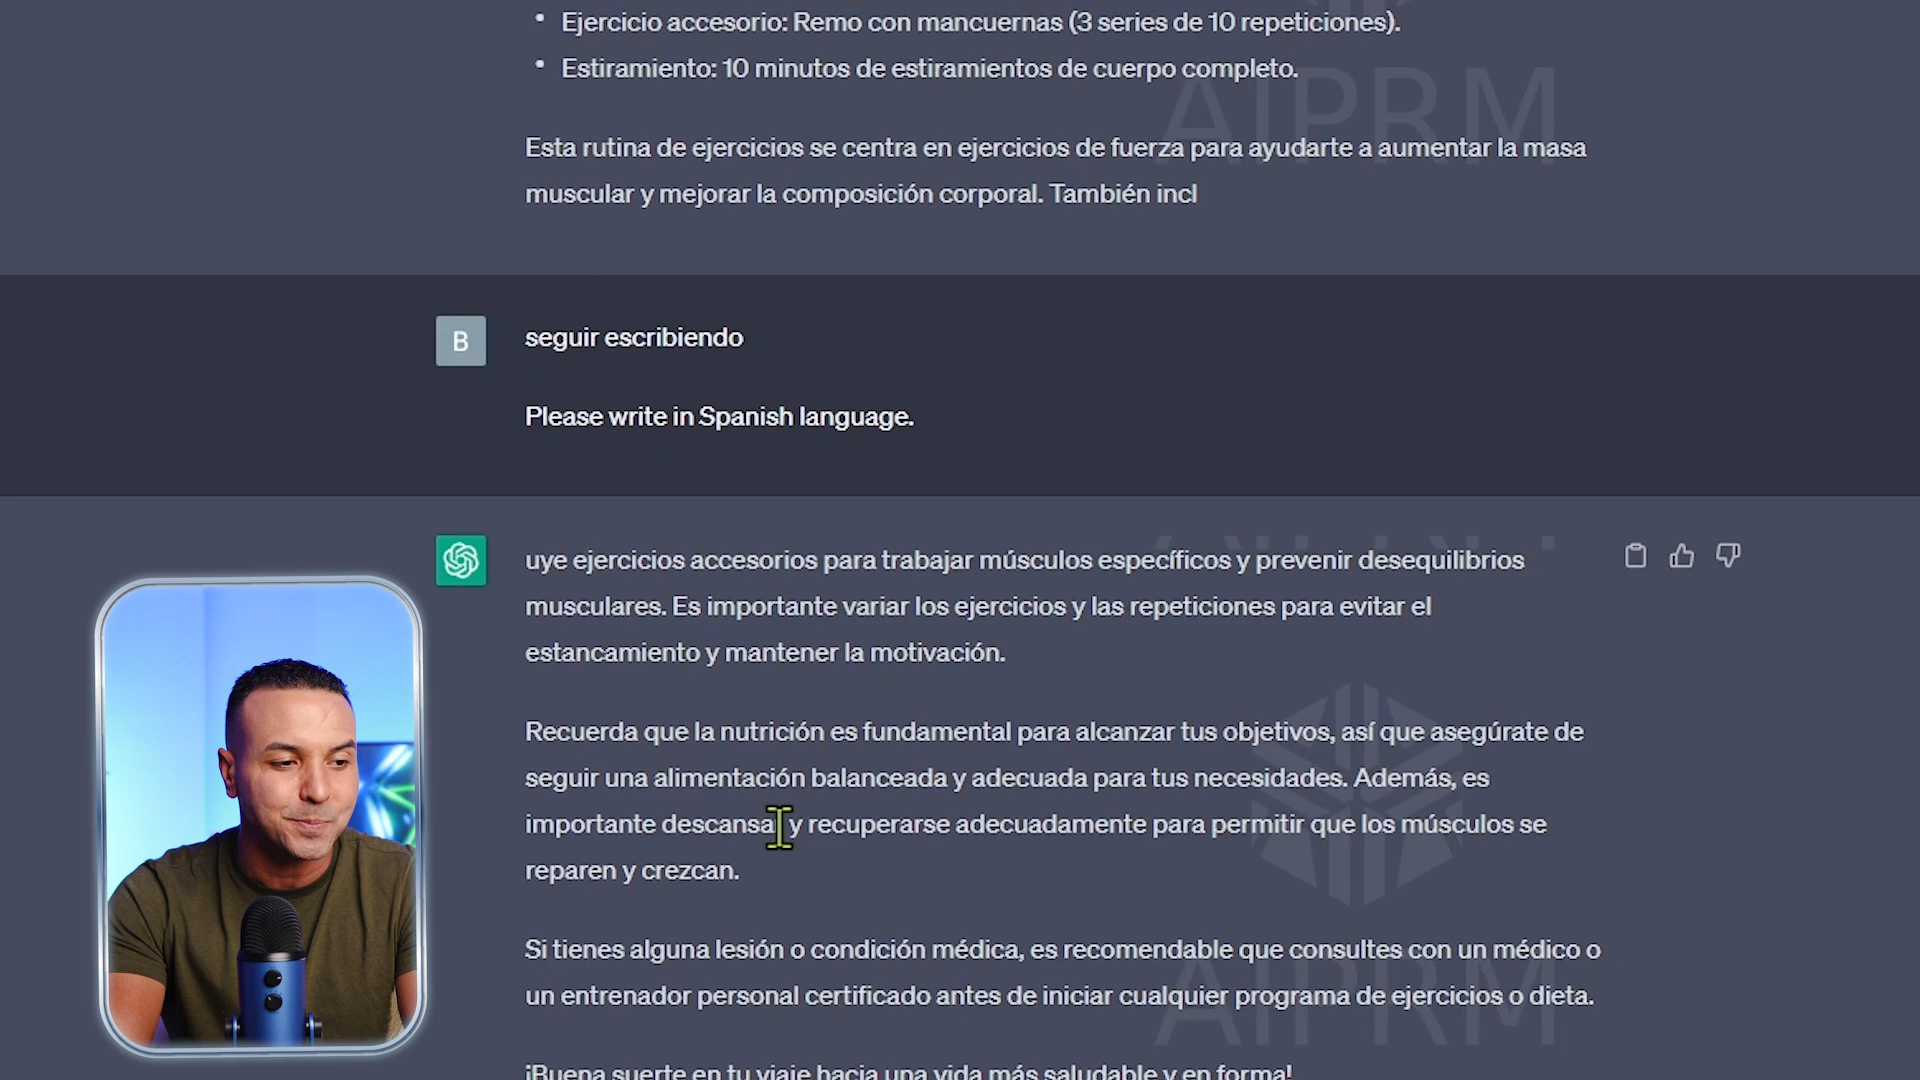 Ejercicio accesorio: Remo con mancuernas (3 series de 10 repeticiones).
Estiramiento: 10 minutos de estiramientos de cuerpo completo.
AIPRM
Esta rutina de ejercicios se centra en ejercicios de fuerza para ayudarte a aumentar la masa
muscular y mejorar la composición corporal. También incl
B
seguir escribiendo
Please write in Spanish language.
uye ejercicios accesorios para trabajar músculos específicos y prevenir desequilibrios
musculares. Es importante variar los ejercicios y las repeticiones para evitar el
estancamiento y mantener la motivación.
Recuerda que la nutrición es fundamental para alcanzar tus objetivos, así que asegúrate de
seguir una alimentación balanceada y adecuada para tus necesidades. Además, es
importante descansar y recuperarse adecuadamente para permitir que los músculos se
reparen y crezcan.
Si tienes alguna lesión o condición médica, es recomendable que consultes con un médico o
un entrenador personal certificado antes de iniciar cualquier programa de ejercicios o dieta.
AIPRM
¡Buena suerte en tu viaje hacia una vida más saludable y en forma!